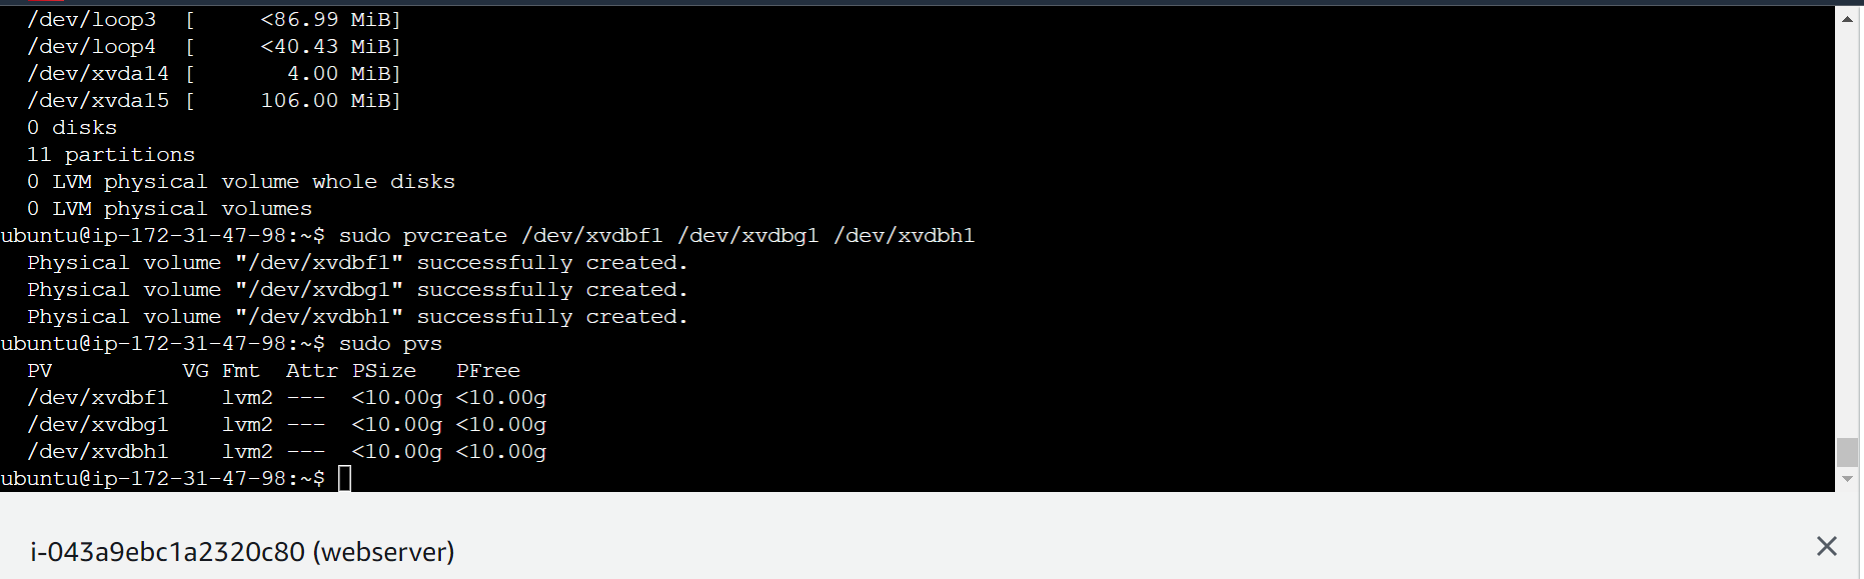 /dev/loop3 [ <86.99 MiB]
/dev/loop4 [ <40.43 MiB]
/dev/xvda14 [ 4.00 MiB]
/dev/xvda15 [ 106.00 MiB]
0 disks
11 partitions
0 LVM physical volume whole disks
0 LVM physical volumes
ubuntu@ip-172-31-47-98:~$ sudo pvcreate /dev/xvdbf1 /dev/xvdbg1 /dev/xvdbh1
Physical volume "/dev/xvdbf1" successfully created.
Physical volume "/dev/xvdbg1" successfully created.
Physical volume "/dev/xvdbh1" successfully created.
ubuntu@ip-172-31-47-98:~$ sudo pvs
PV VG Fmt Attr PSize PFree
/dev/xvdbf1 lvm2 --- <10.00g <10.00g
/dev/xvdbg1 lvm2 --- <10.00g <10.00g
/dev/xvdbh1 lvm2 --- <10.00g <10.00g
ubuntu@ip-172-31-47-98:~$
i-043a9ebc1a2320c80 (webserver)